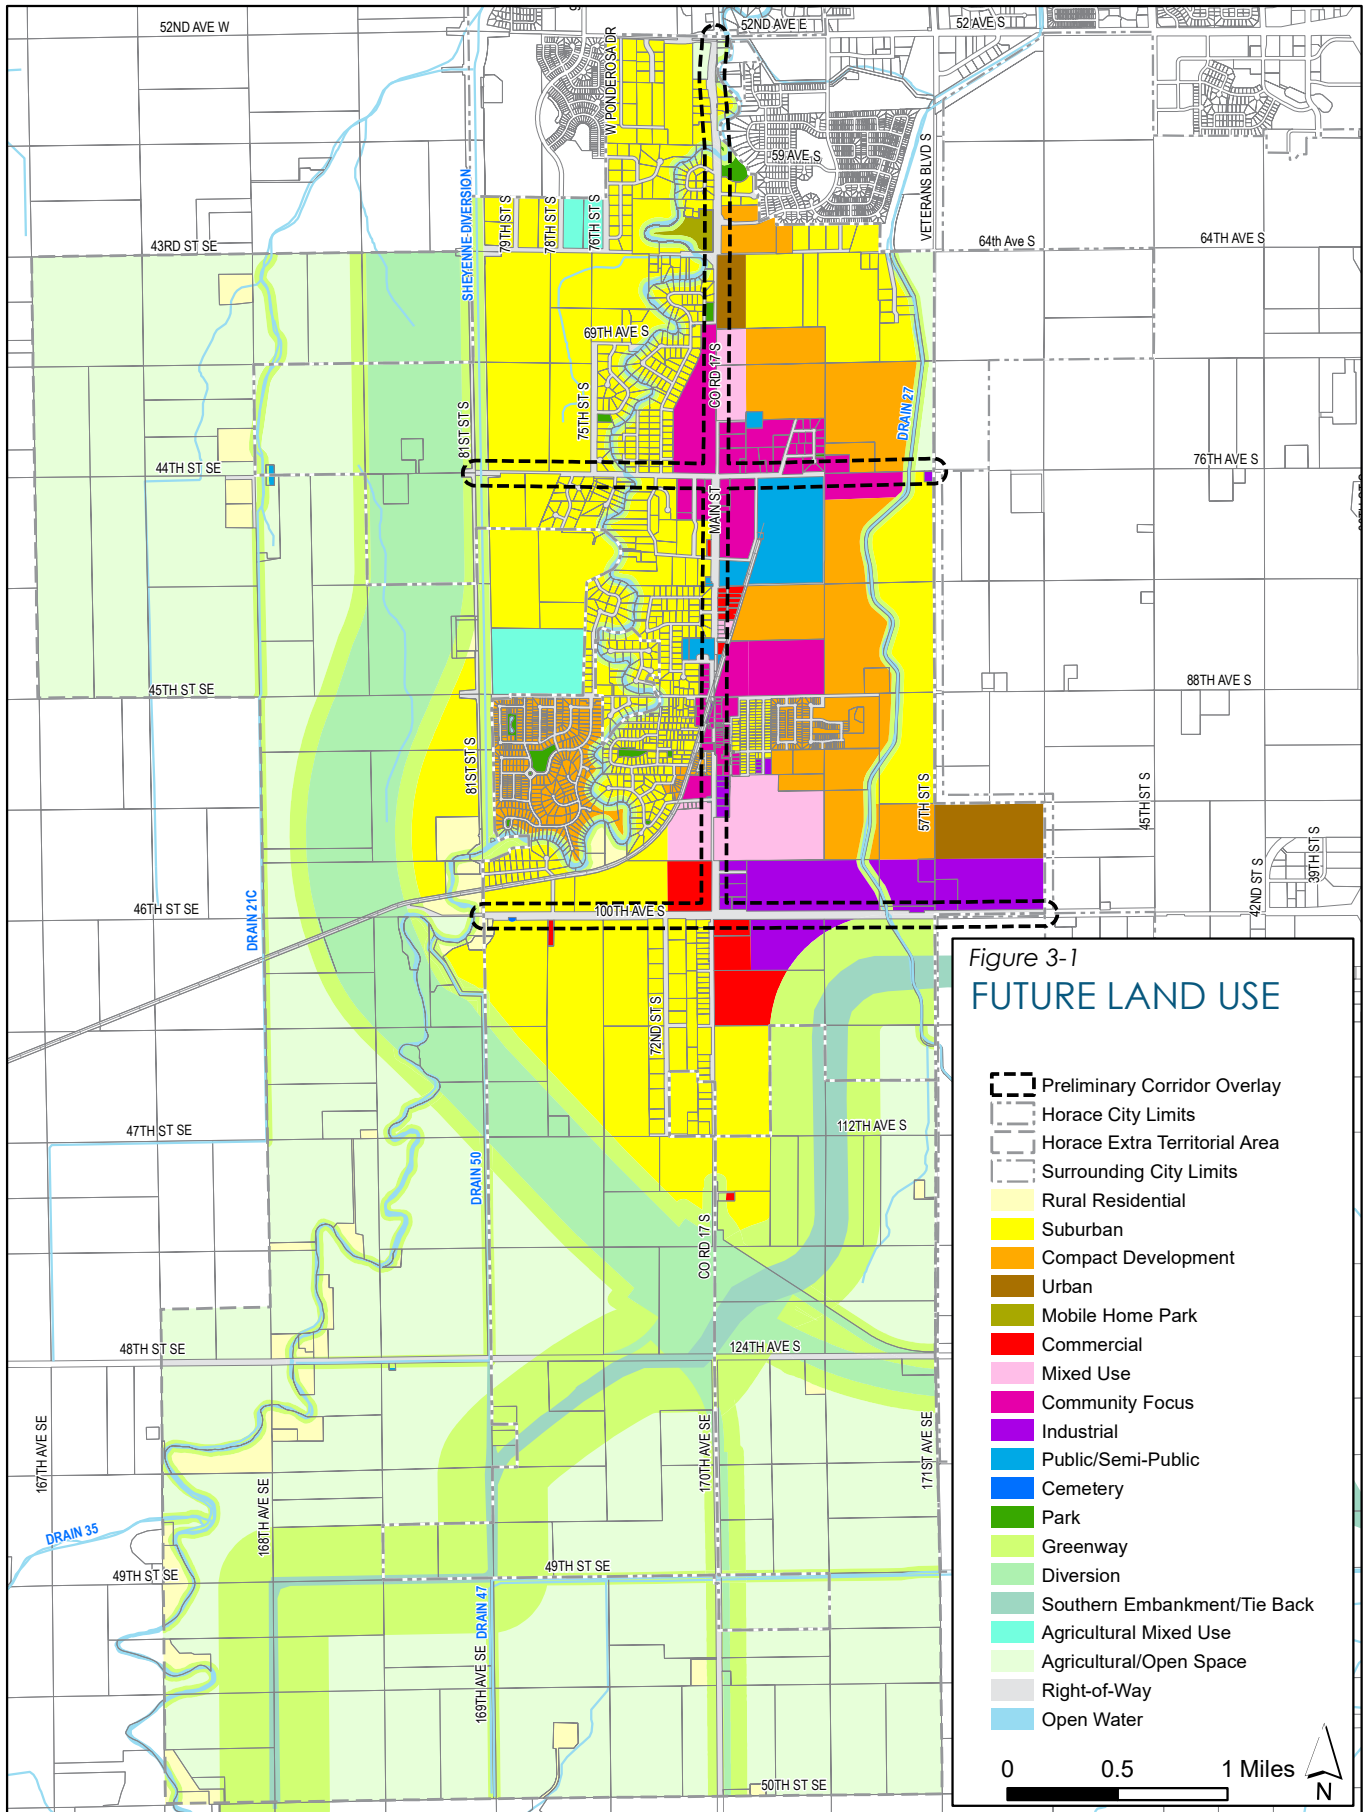 52ND AVE W
52ND AVE E
52 AVE S
W PONDEROSA DR
59 AVE S
VETERANS BLVD S
SHEYENNE DIVERSION
79TH ST S
78TH ST S
76TH ST S
43RD ST SE
64th Ave S
64TH AVE S
69TH AVE S
CO RD 17 S
75TH ST S
81ST ST S
DRAIN 27
44TH ST SE
76TH AVE S
MAIN ST
45TH ST SE
88TH AVE S
81ST ST S
57TH ST S
45TH ST S
39TH ST S
42ND ST S
46TH ST SE
100TH AVE S
DRAIN 21C
72ND ST S
47TH ST SE
112TH AVE S
DRAIN 50
CO RD 17 S
48TH ST SE
124TH AVE S
167TH AVE SE
168TH AVE SE
170TH AVE SE
171ST AVE SE
DRAIN 35
49TH ST SE
49TH ST SE
DRAIN 47
169TH AVE SE
50TH ST SE
Figure 3-1
FUTURE LAND USE
Preliminary Corridor Overlay
Horace City Limits
Horace Extra Territorial Area
Surrounding City Limits
Rural Residential
Suburban
Compact Development
Urban
Mobile Home Park
Commercial
Mixed Use
Community Focus
Industrial
Public/Semi-Public
Cemetery
Park
Greenway
Diversion
Southern Embankment/Tie Back
Agricultural Mixed Use
Agricultural/Open Space
Right-of-Way
Open Water
0 0.5 1 Miles
N